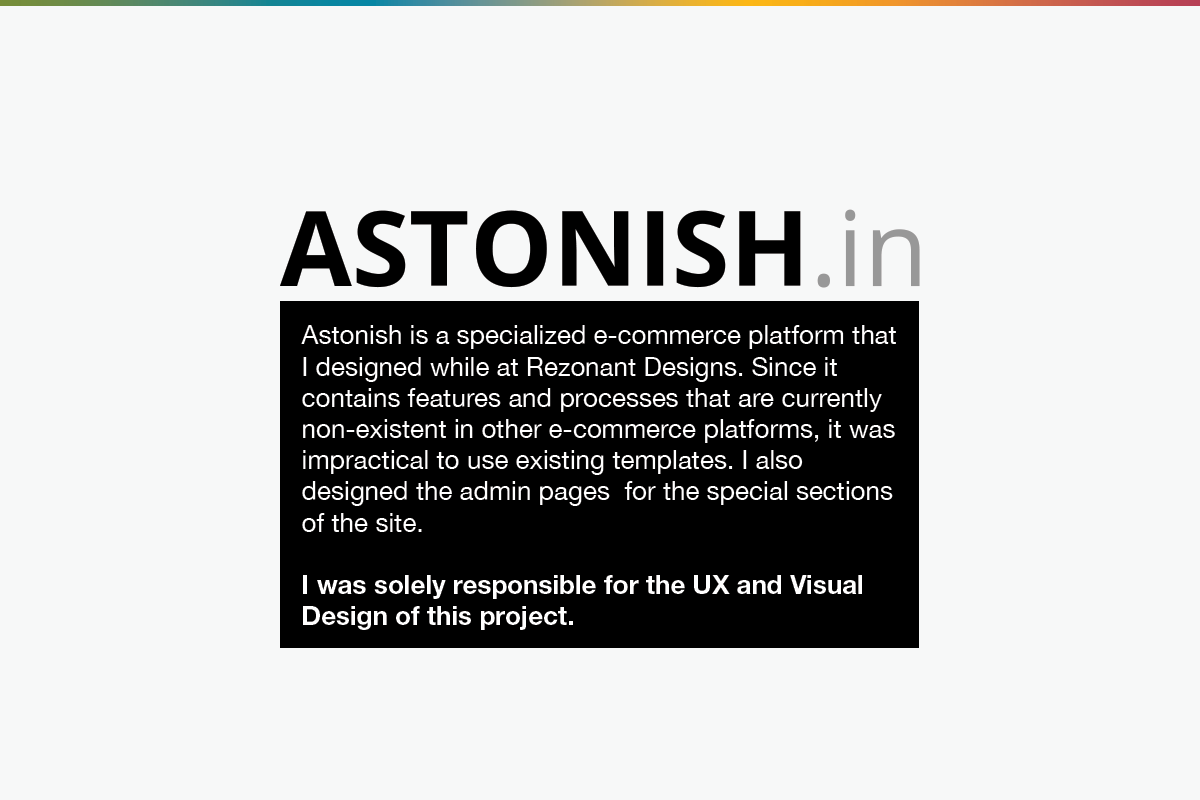 ASTONISH.in
Astonish is a specialized e-commerce platform that
I designed while at Rezonant Designs. Since it
contains features and processes that are currently
non-existent in other e-commerce platforms, it was
impractical to use existing templates. I also
designed the admin pages  for the special sections
of the site.
I was solely responsible for the UX and Visual
Design of this project.